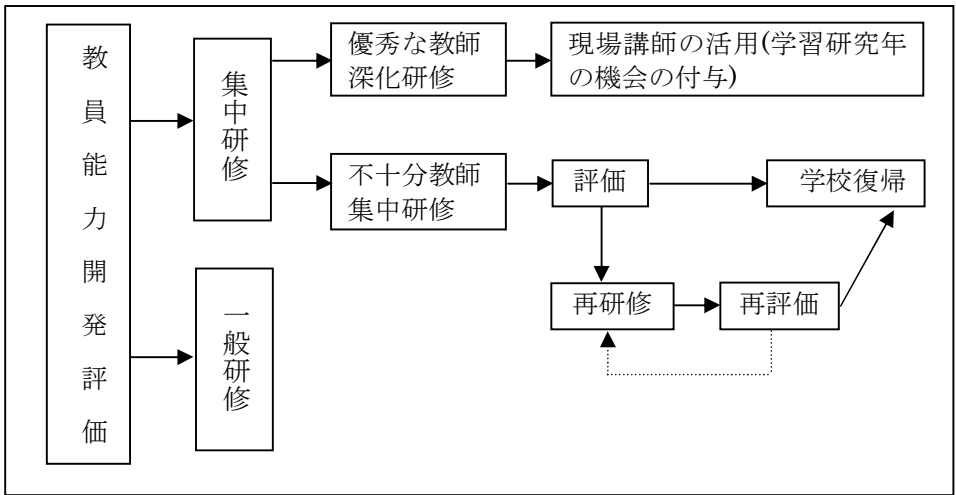 教員能力開発評価
集中研修
優秀な教師
深化研修
現場講師の活用(学習研究年
の機会の付与)
不十分教師
集中研修
評価
学校復帰
再研修
再評価
一般研修